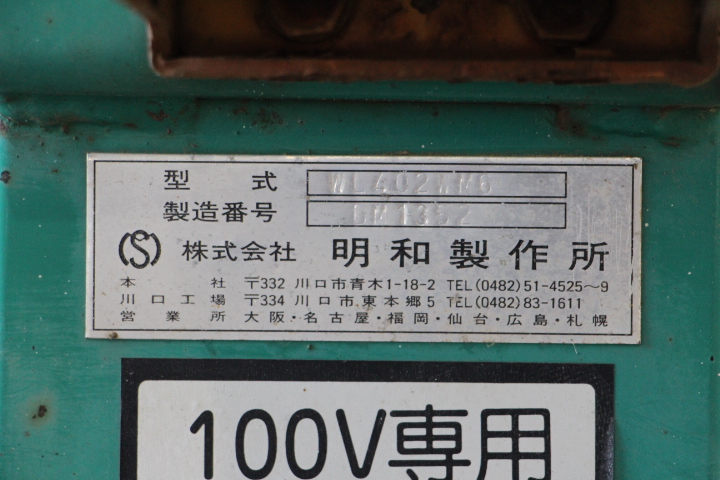 型式 WL402WM6
製造番号 GM1352
株式会社 明和製作所
本社 〒332 川口市青木1-18-2 TEL(0482)51-4525～9
川口工場 〒334 川口市東本郷5 TEL(0482)83-1611
営業所 大阪・名古屋・福岡・仙台・広島・札幌
100V専用